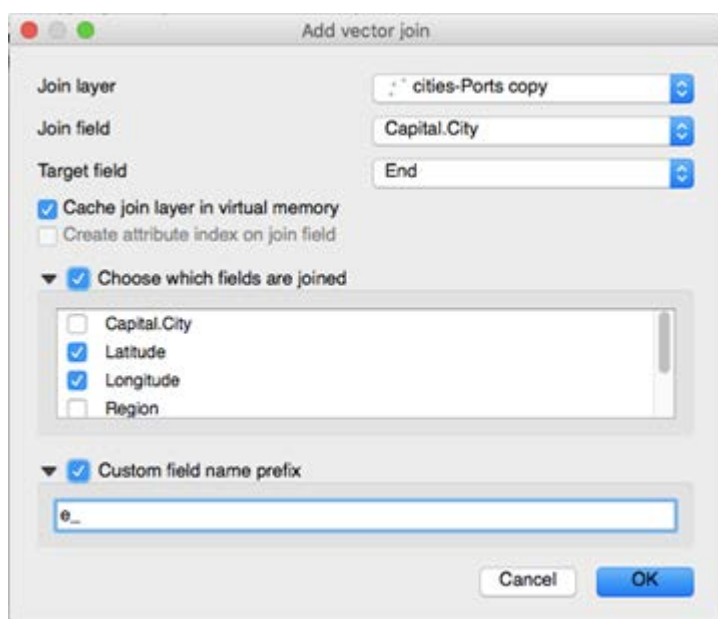 Add vector join
Join layer
cities-Ports copy
Join field
Capital.City
Target field
End
Cache join layer in virtual memory
Create attribute index on join field
Choose which fields are joined
Capital.City
Latitude
Longitude
Region
Custom field name prefix
e_
Cancel
OK